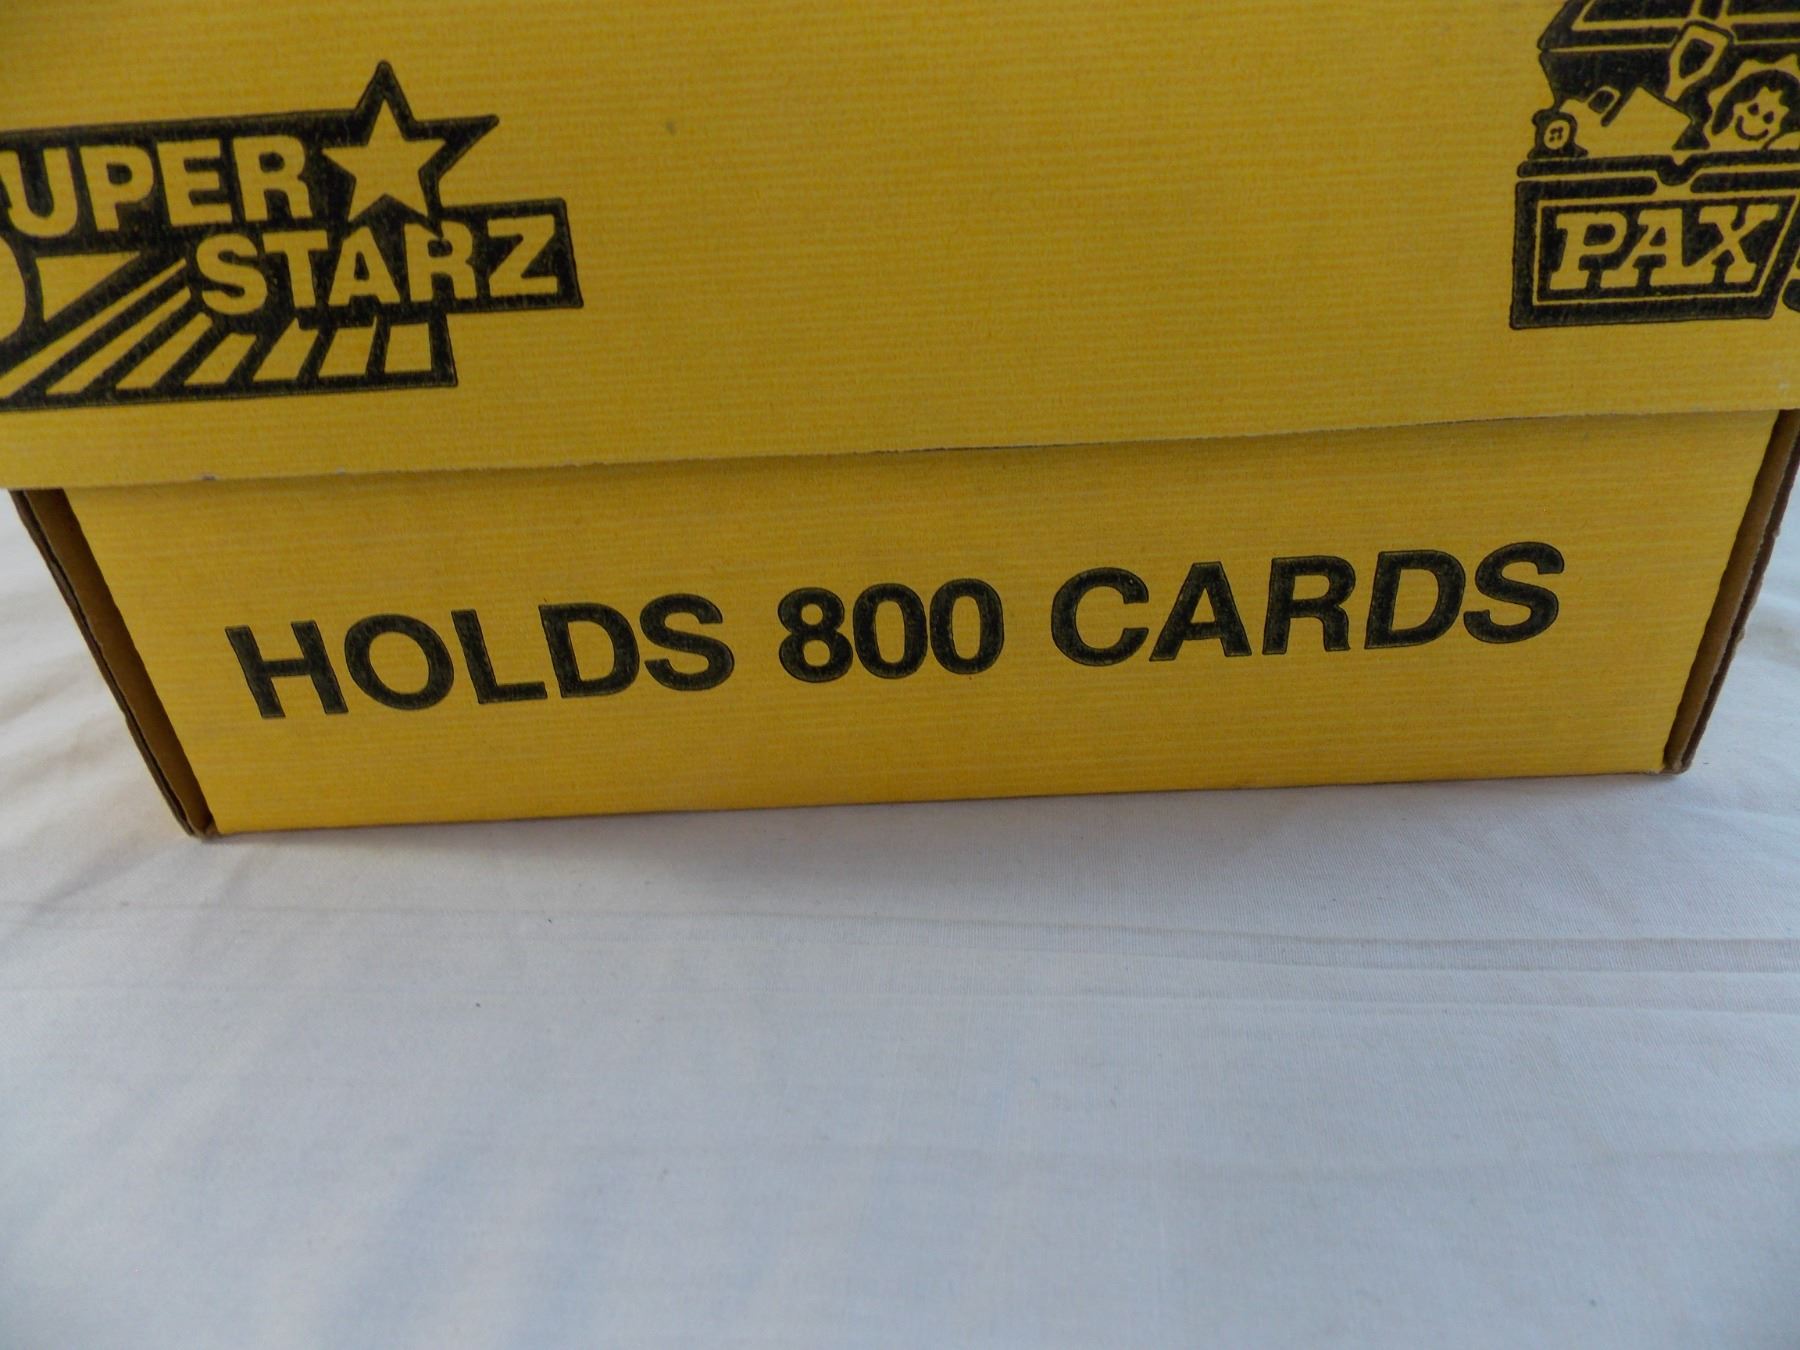 UPER
STARZ
PAX
HOLDS 800 CARDS